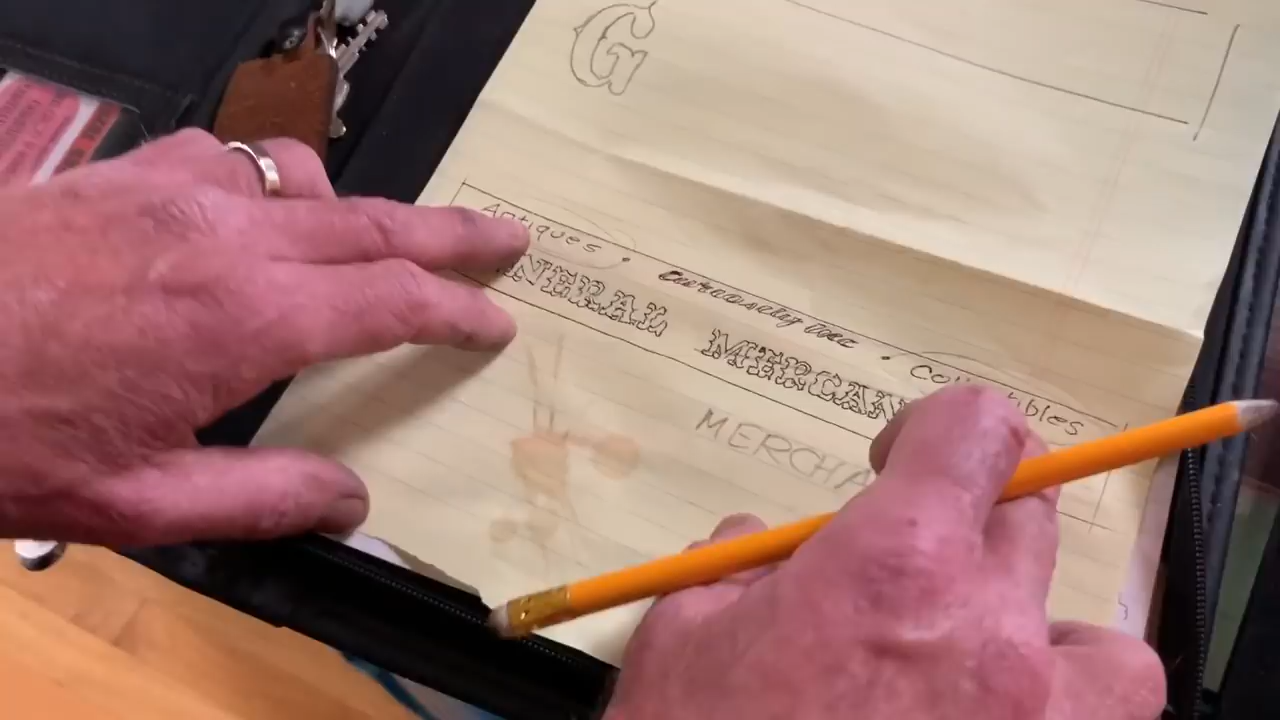 G
Antiques • Curiosity Inc. • Collectibles
NERAL MERCAN
MERCHA